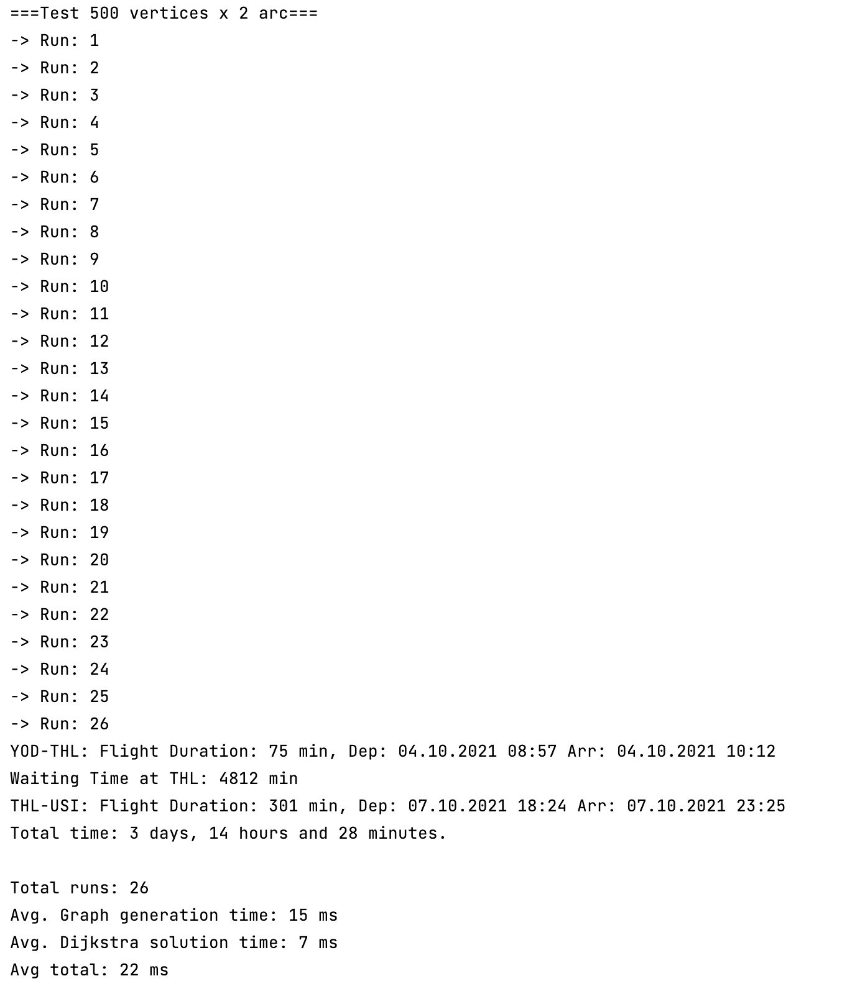 ===Test 500 vertices x 2 arc===
-> Run: 1
-> Run: 2
-> Run: 3
-> Run: 4
-> Run: 5
-> Run: 6
-> Run: 7
-> Run: 8
-> Run: 9
-> Run: 10
-> Run: 11
-> Run: 12
-> Run: 13
-> Run: 14
-> Run: 15
-> Run: 16
-> Run: 17
-> Run: 18
-> Run: 19
-> Run: 20
-> Run: 21
-> Run: 22
-> Run: 23
-> Run: 24
-> Run: 25
-> Run: 26
YOD-THL: Flight Duration: 75 min, Dep: 04.10.2021 08:57 Arr: 04.10.2021 10:12
Waiting Time at THL: 4812 min
THL-USI: Flight Duration: 301 min, Dep: 07.10.2021 18:24 Arr: 07.10.2021 23:25
Total time: 3 days, 14 hours and 28 minutes.

Total runs: 26
Avg. Graph generation time: 15 ms
Avg. Dijkstra solution time: 7 ms
Avg total: 22 ms